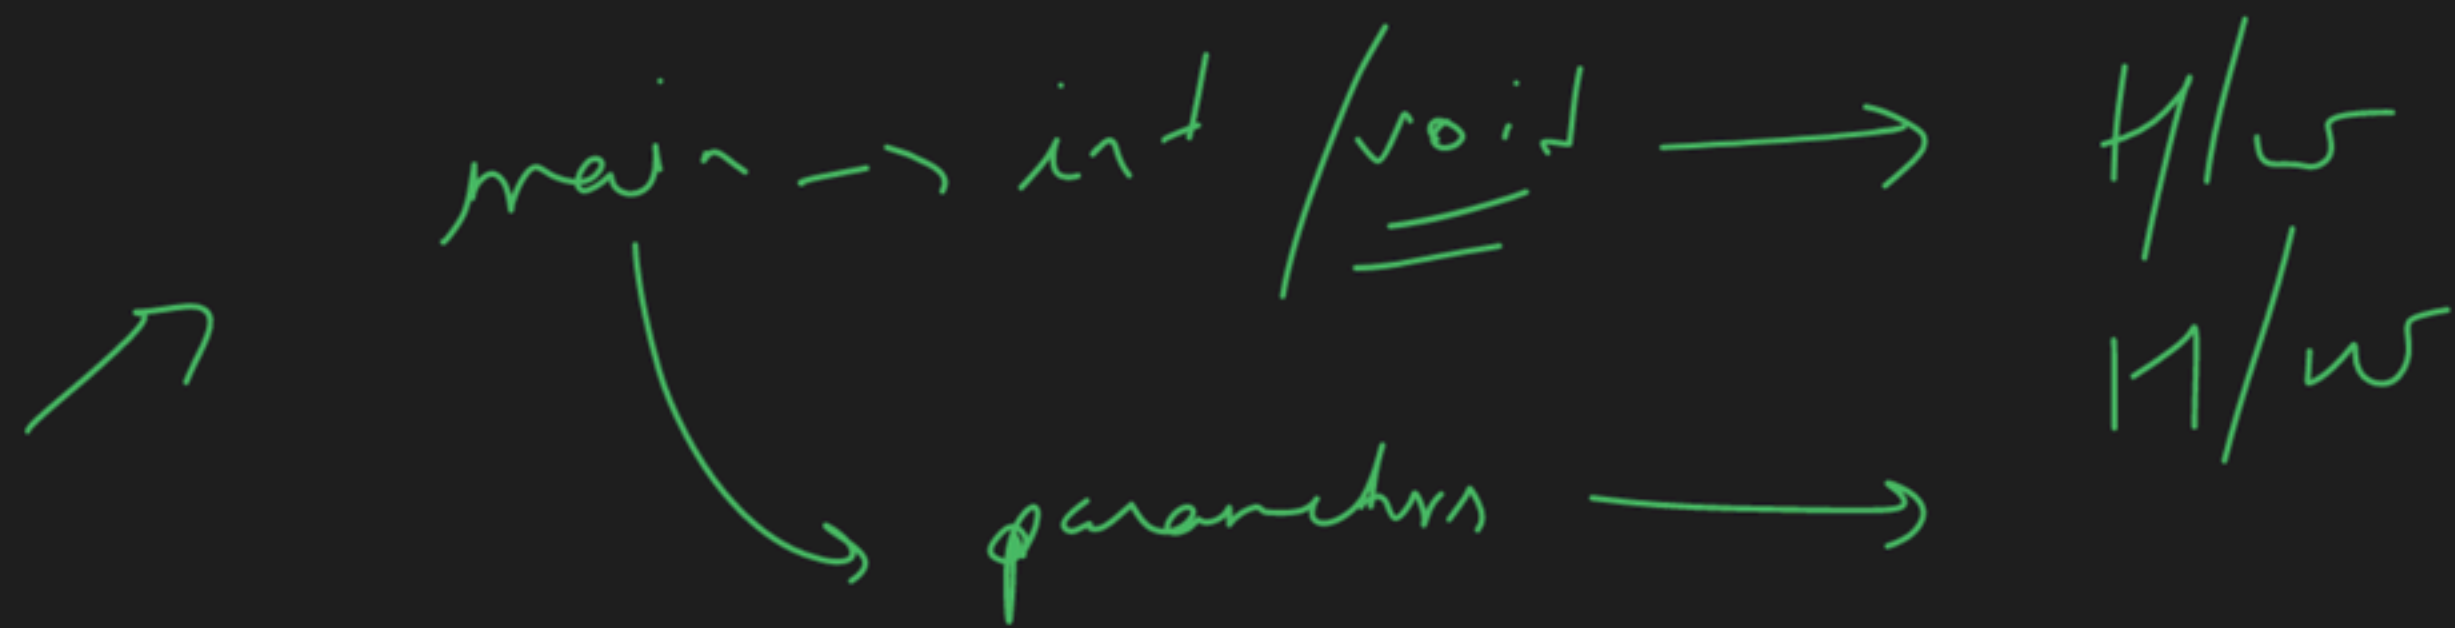 main → int / void → H/W
H/W
parameters →